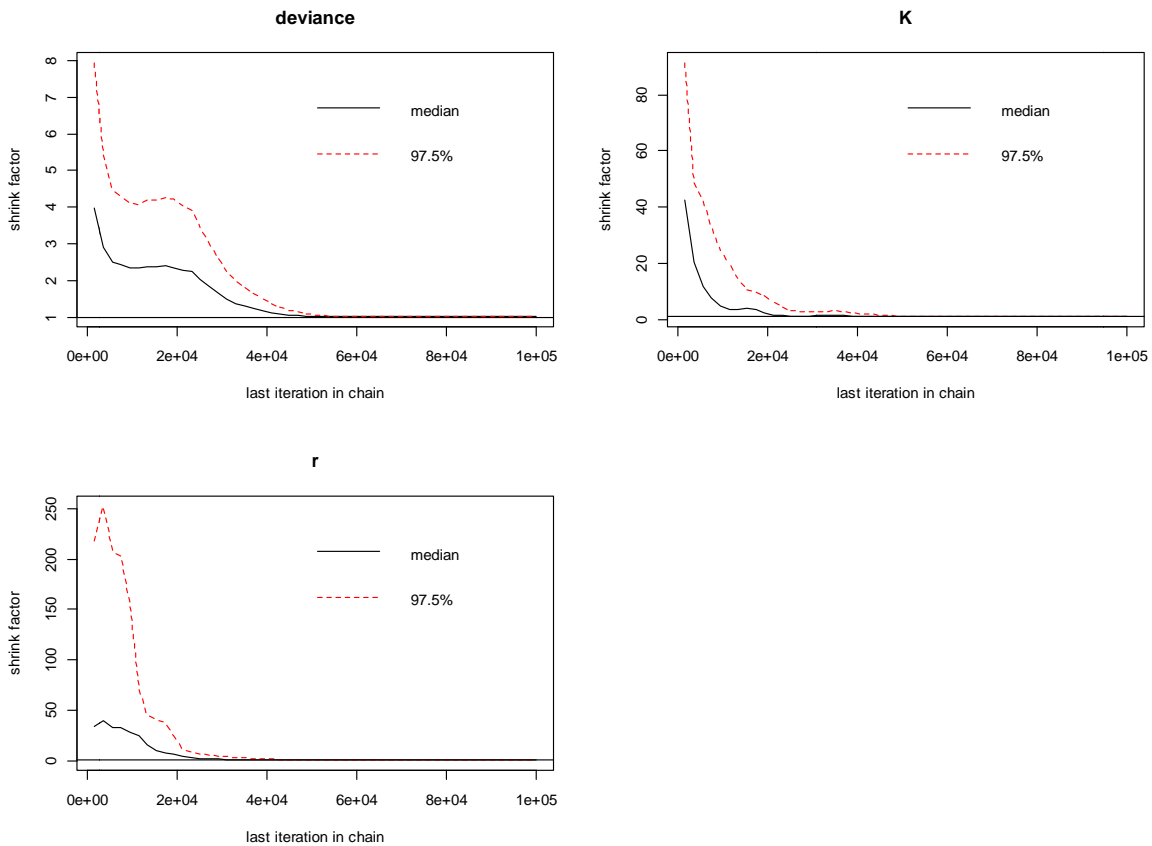 deviance
shrink factor
8
7
6
5
4
3
2
1
median
97.5%
0e+00 2e+04 4e+04 6e+04 8e+04 1e+05
last iteration in chain
K
shrink factor
80
60
40
20
0
median
97.5%
0e+00 2e+04 4e+04 6e+04 8e+04 1e+05
last iteration in chain
r
shrink factor
250
200
150
100
50
0
median
97.5%
0e+00 2e+04 4e+04 6e+04 8e+04 1e+05
last iteration in chain